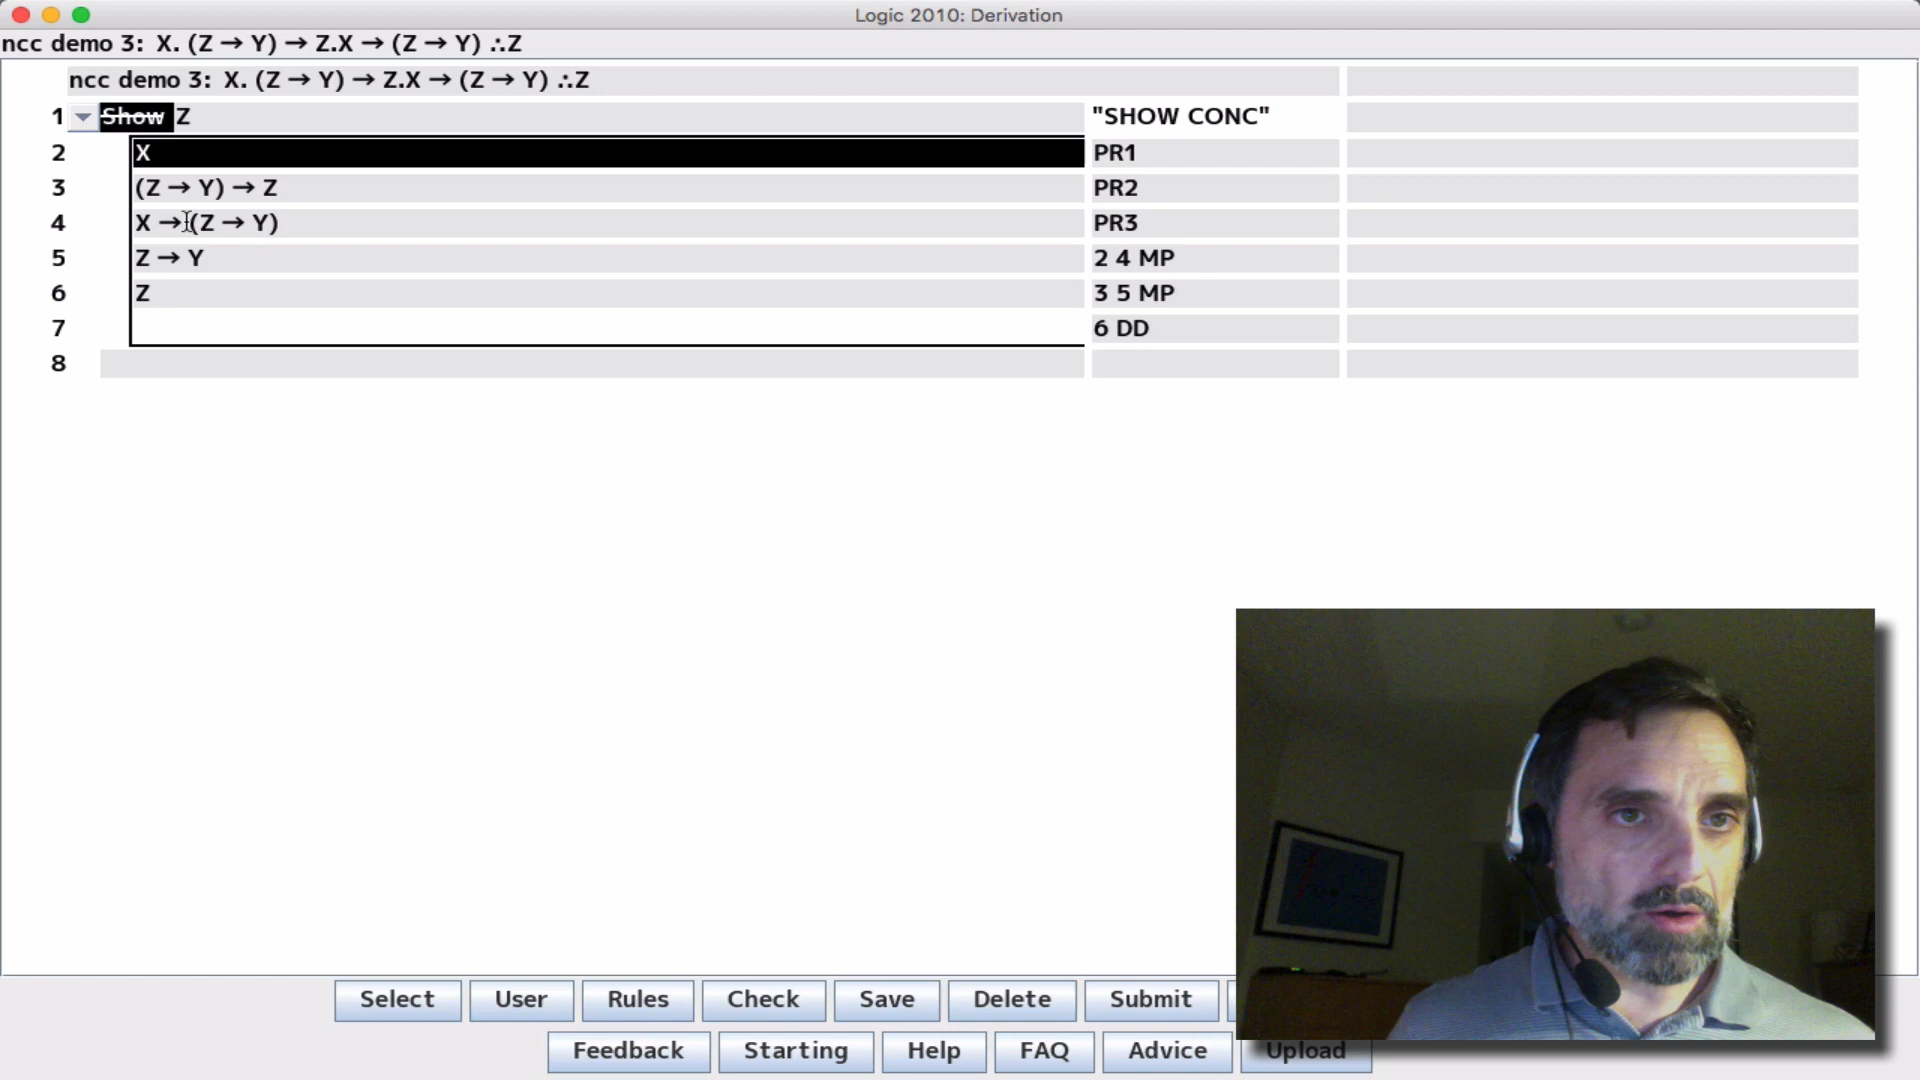 Logic 2010: Derivation
ncc demo 3: X. (Z → Y) → Z.X → (Z → Y) ∴Z
ncc demo 3: X. (Z → Y) → Z.X → (Z → Y) ∴Z
1 Show Z "SHOW CONC"
2 X PR1
3 (Z → Y) → Z PR2
4 X → (Z → Y) PR3
5 Z → Y 2 4 MP
6 Z 3 5 MP
7 6 DD
8
Select User Rules Check Save Delete Submit
Feedback Starting Help FAQ Advice Upload